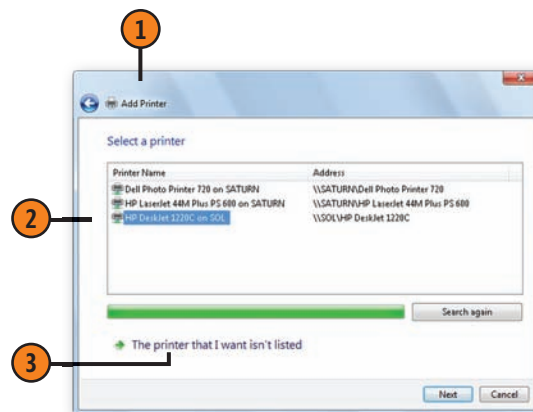 1
Add Printer
Select a printer
Printer Name Address
Dell Photo Printer 720 on SATURN \\SATURN\Dell Photo Printer 720
HP LaserJet 44M Plus PS 600 on SATURN \\SATURN\HP LaserJet 44M Plus PS 600
2
HP DeskJet 1220C on SOL \\SOL\HP DeskJet 1220C
Search again
The printer that I want isn't listed
3
Next Cancel